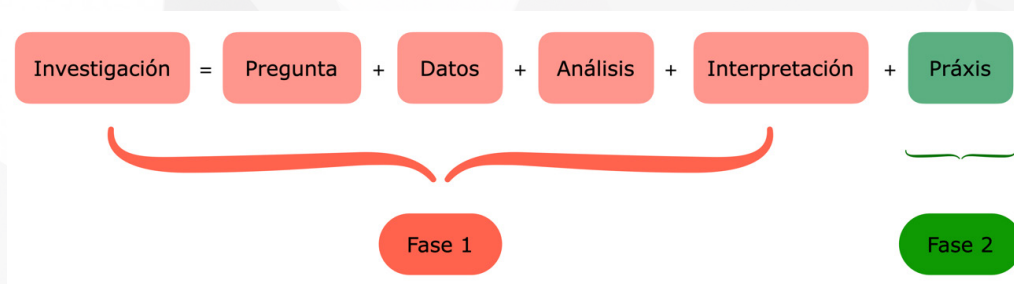 Investigación = Pregunta + Datos + Análisis + Interpretación + Práxis
Fase 1 Fase 2